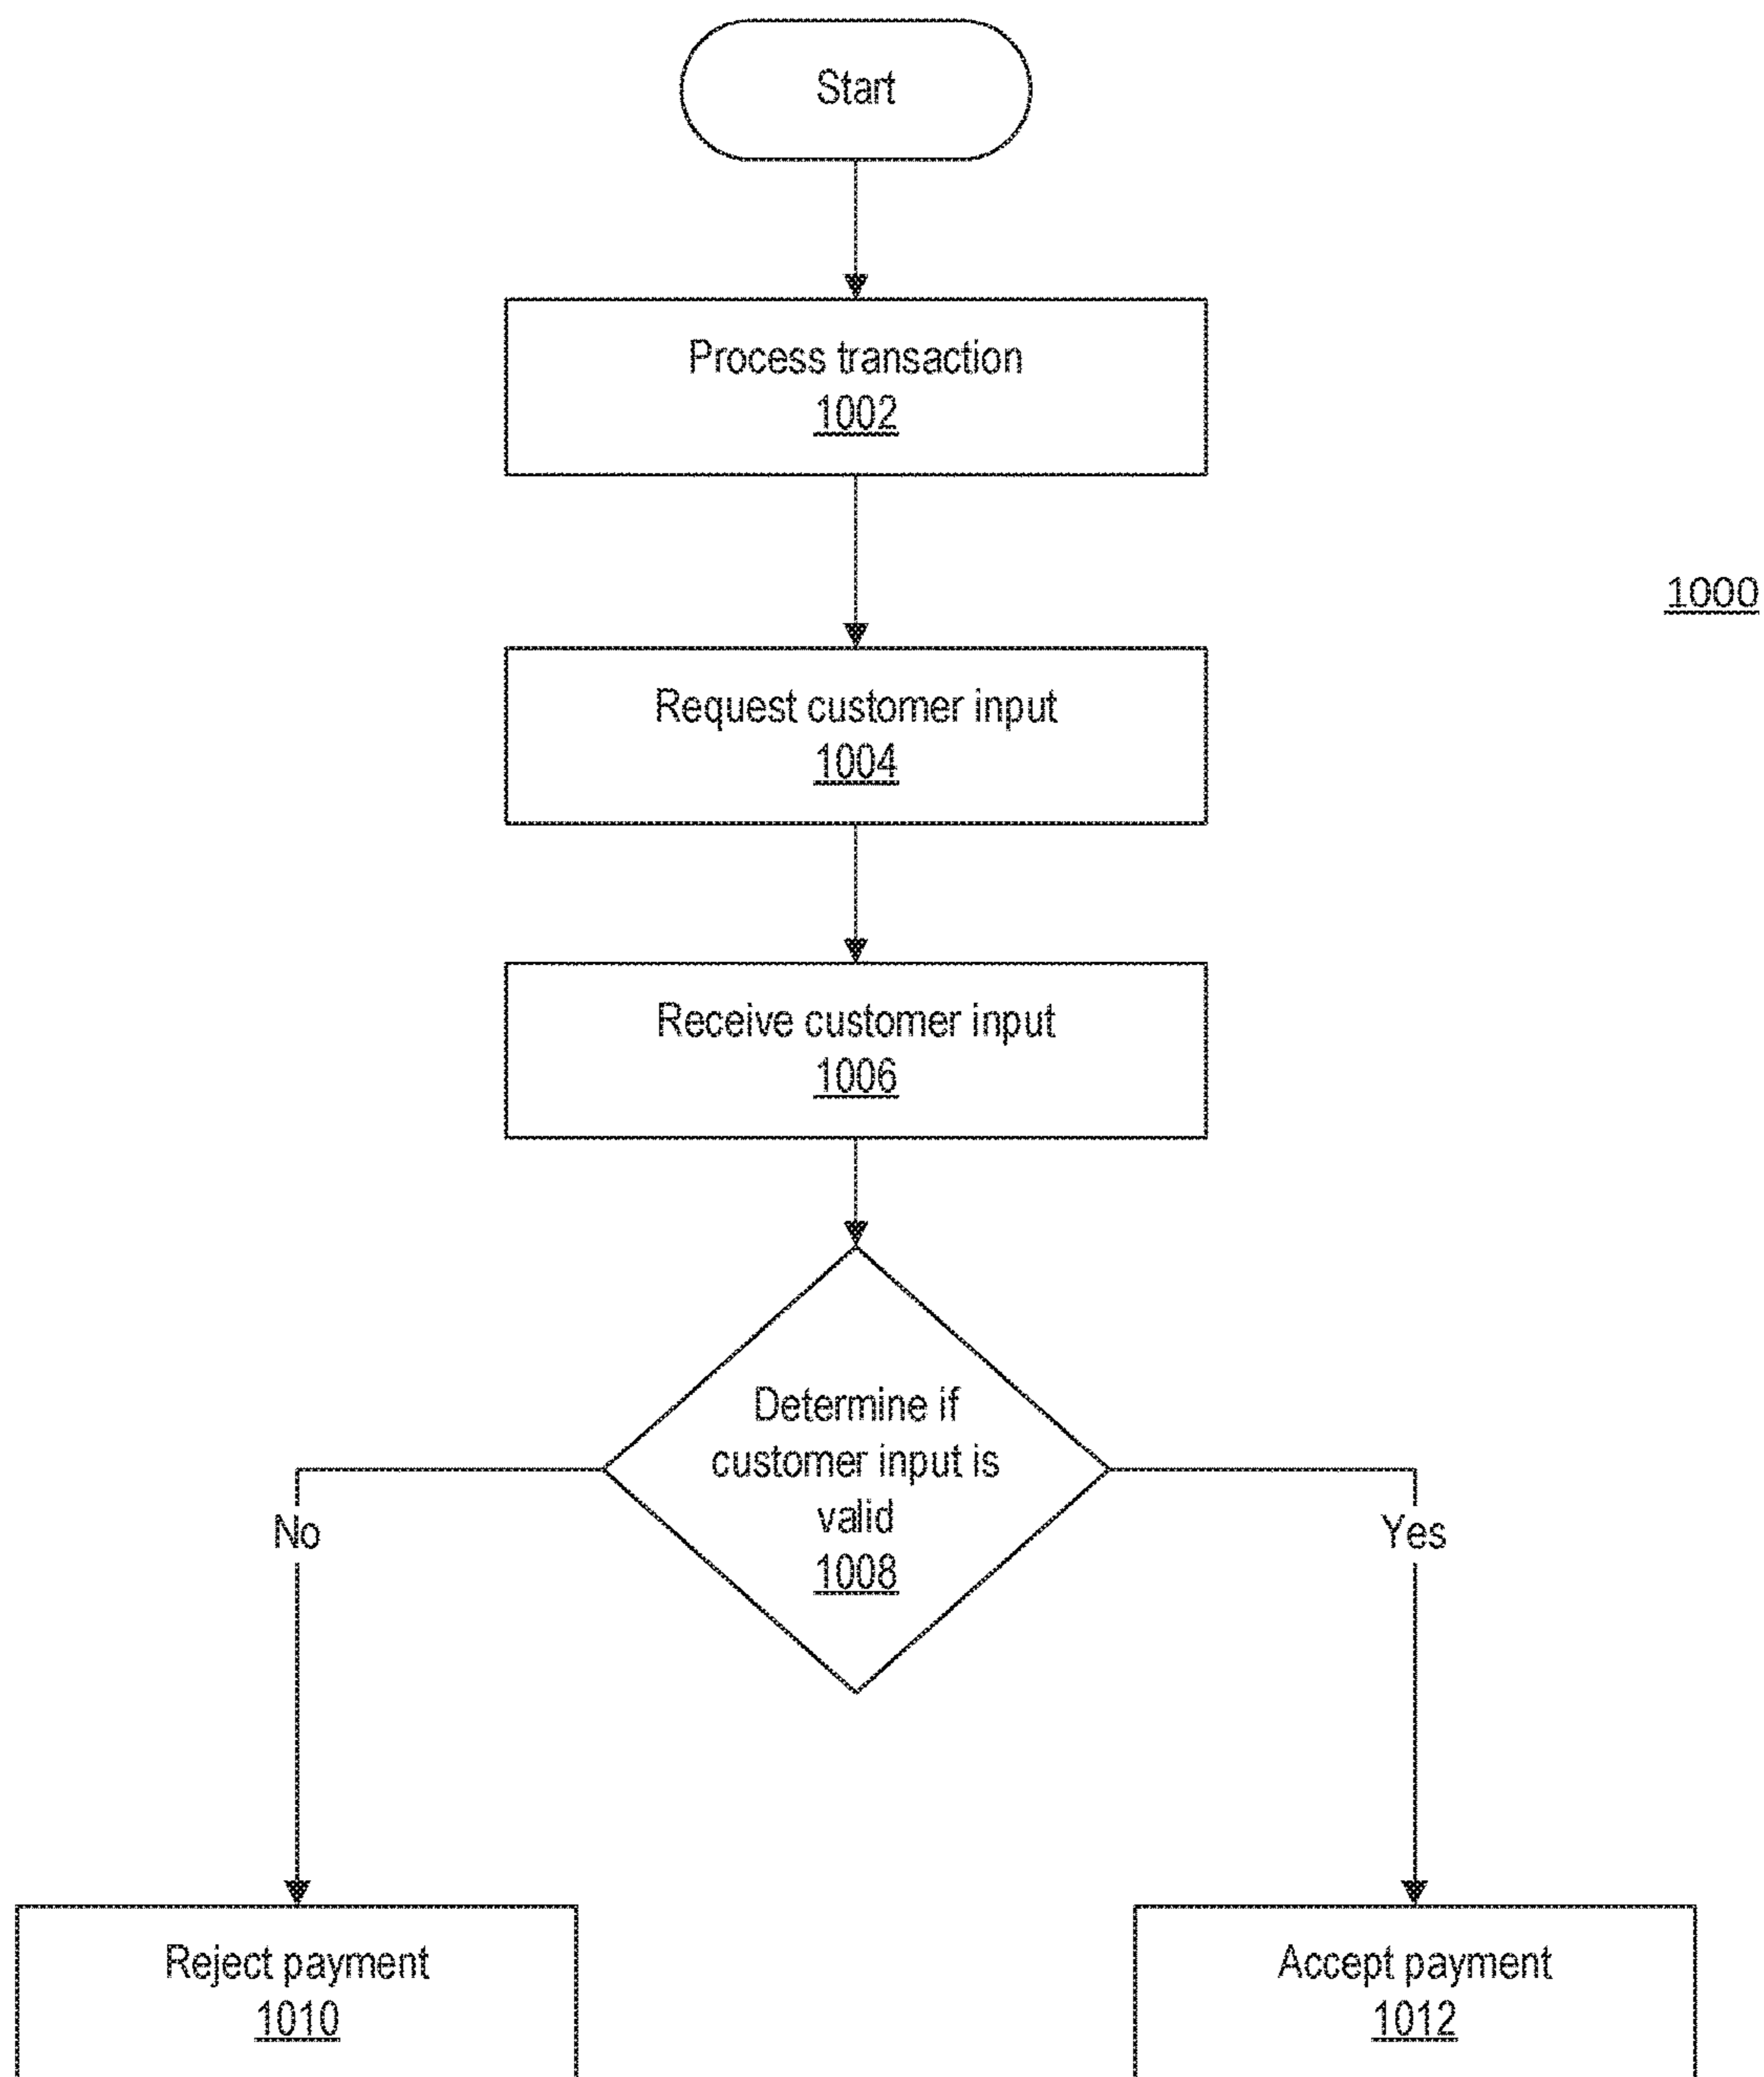 Start
Process transaction
1002
1000
Request customer input
1004
Receive customer input
1006
Determine if
customer input is
valid
1008
No
Yes
Reject payment
1010
Accept payment
1012